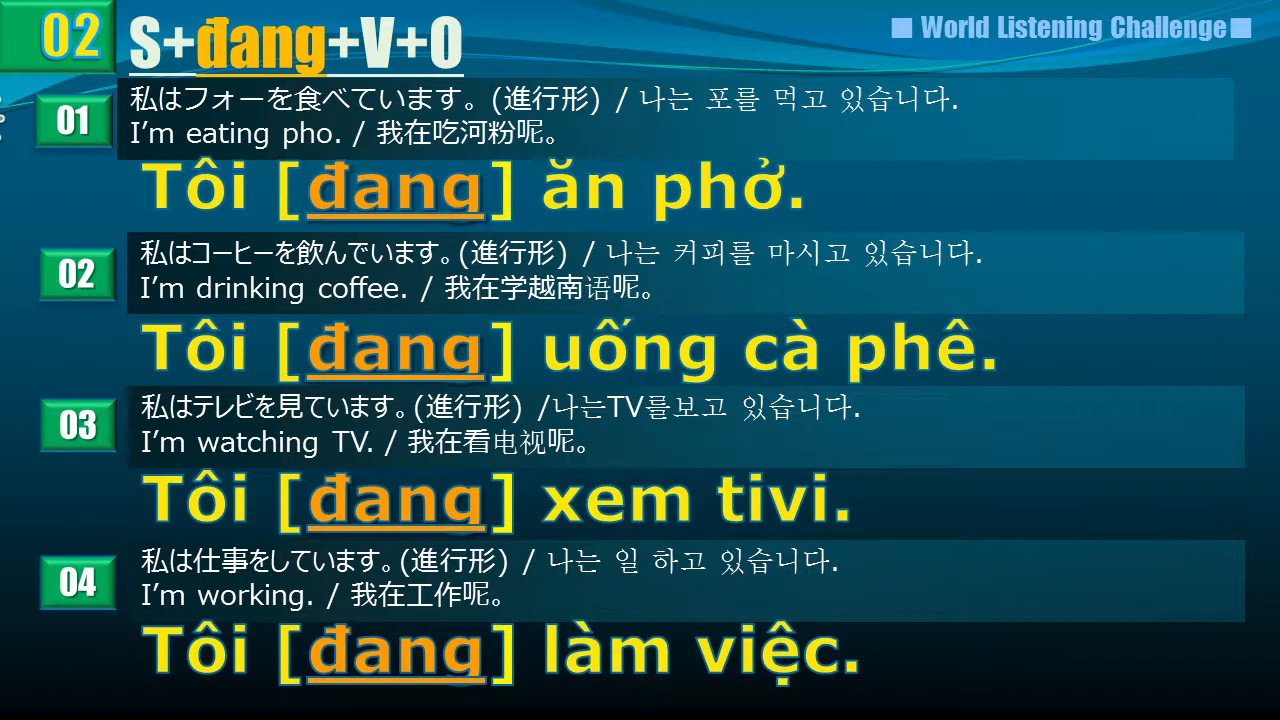 02 S+đang+V+O
■ World Listening Challenge■
01 私はフォーを食べています。(進行形) / 나는 포를 먹고 있습니다.
I'm eating pho. / 我在吃河粉呢。
Tôi [đang] ăn phở.
02 私はコーヒーを飲んでいます。(進行形) / 나는 커피를 마시고 있습니다.
I'm drinking coffee. / 我在学越南语呢。
Tôi [đang] uống cà phê.
03 私はテレビを見ています。(進行形) /나는TV를보고 있습니다.
I'm watching TV. / 我在看电视呢。
Tôi [đang] xem tivi.
04 私は仕事をしています。(進行形) / 나는 일 하고 있습니다.
I'm working. / 我在工作呢。
Tôi [đang] làm việc.